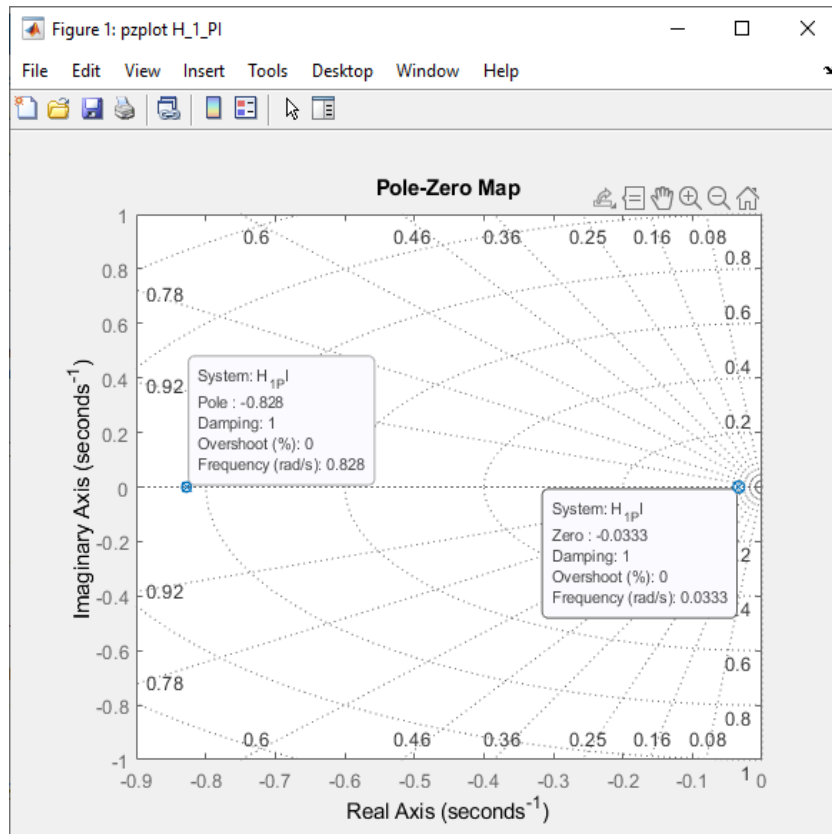 Figure 1: pzplot H_1_PI
File Edit View Insert Tools Desktop Window Help
Pole-Zero Map
1
0.6 0.46 0.36 0.25 0.16 0.08
0.8 0.8
0.78
0.6 0.6
0.4 0.4
0.92
0.2 0.2
System: H1PI
Pole : -0.828
Damping: 1
Overshoot (%): 0
Frequency (rad/s): 0.828
0
System: H1PI
Zero : -0.0333
Damping: 1
Overshoot (%): 0
Frequency (rad/s): 0.0333
-0.2 2
-0.4 .4
0.92
-0.6 0.6
0.78
-0.8 0.8
0.6 0.46 0.36 0.25 0.16 0.08
-1 1
-0.9 -0.8 -0.7 -0.6 -0.5 -0.4 -0.3 -0.2 -0.1 0
Real Axis (seconds-1)
Imaginary Axis (seconds-1)